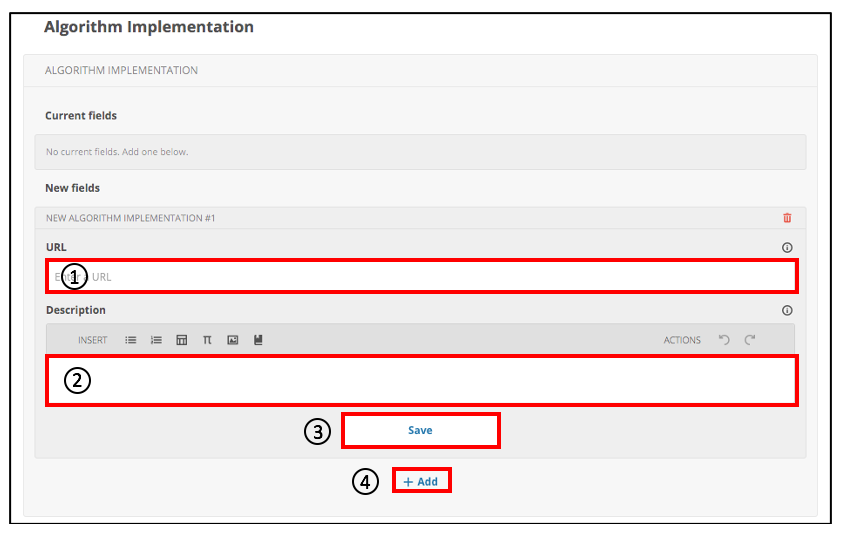 Algorithm Implementation
ALGORITHM IMPLEMENTATION
Current fields
No current fields. Add one below.
New fields
NEW ALGORITHM IMPLEMENTATION #1
URL
① Enter a URL
Description
INSERT π ACTIONS
②
③ Save
④ + Add